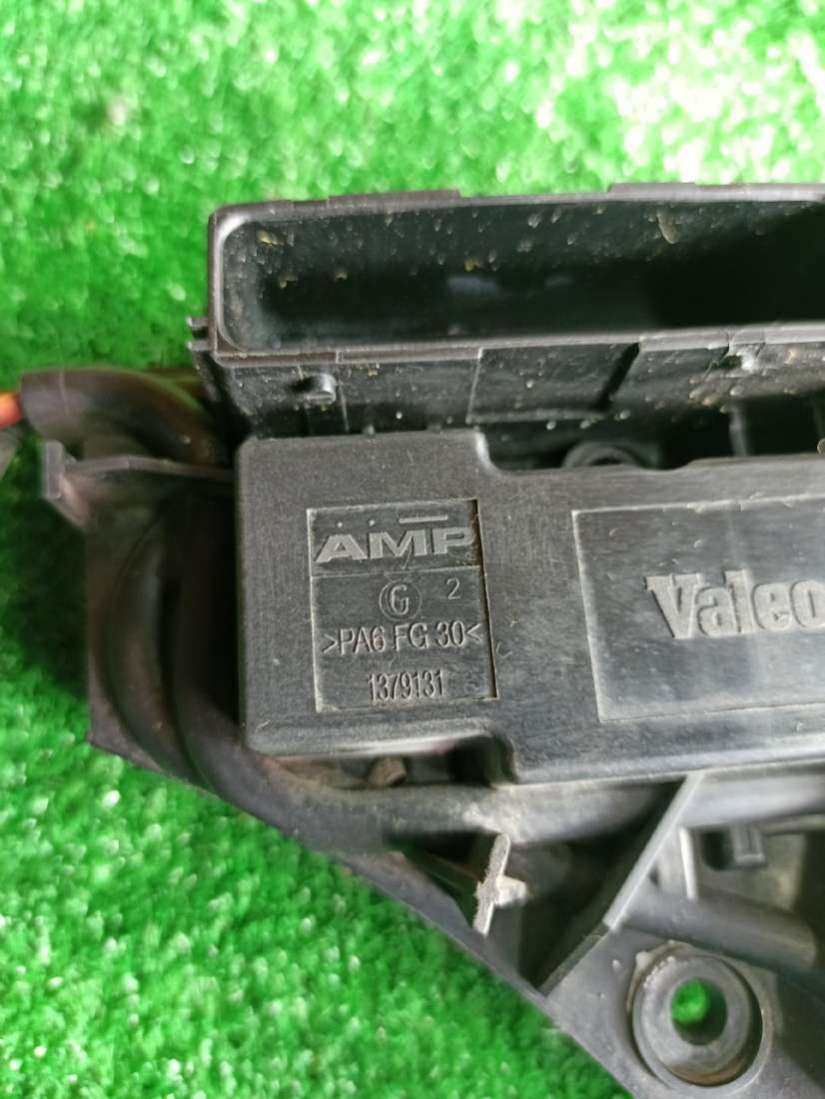 AMP
G 2
>PA6 FG 30<
1379131
Valeo